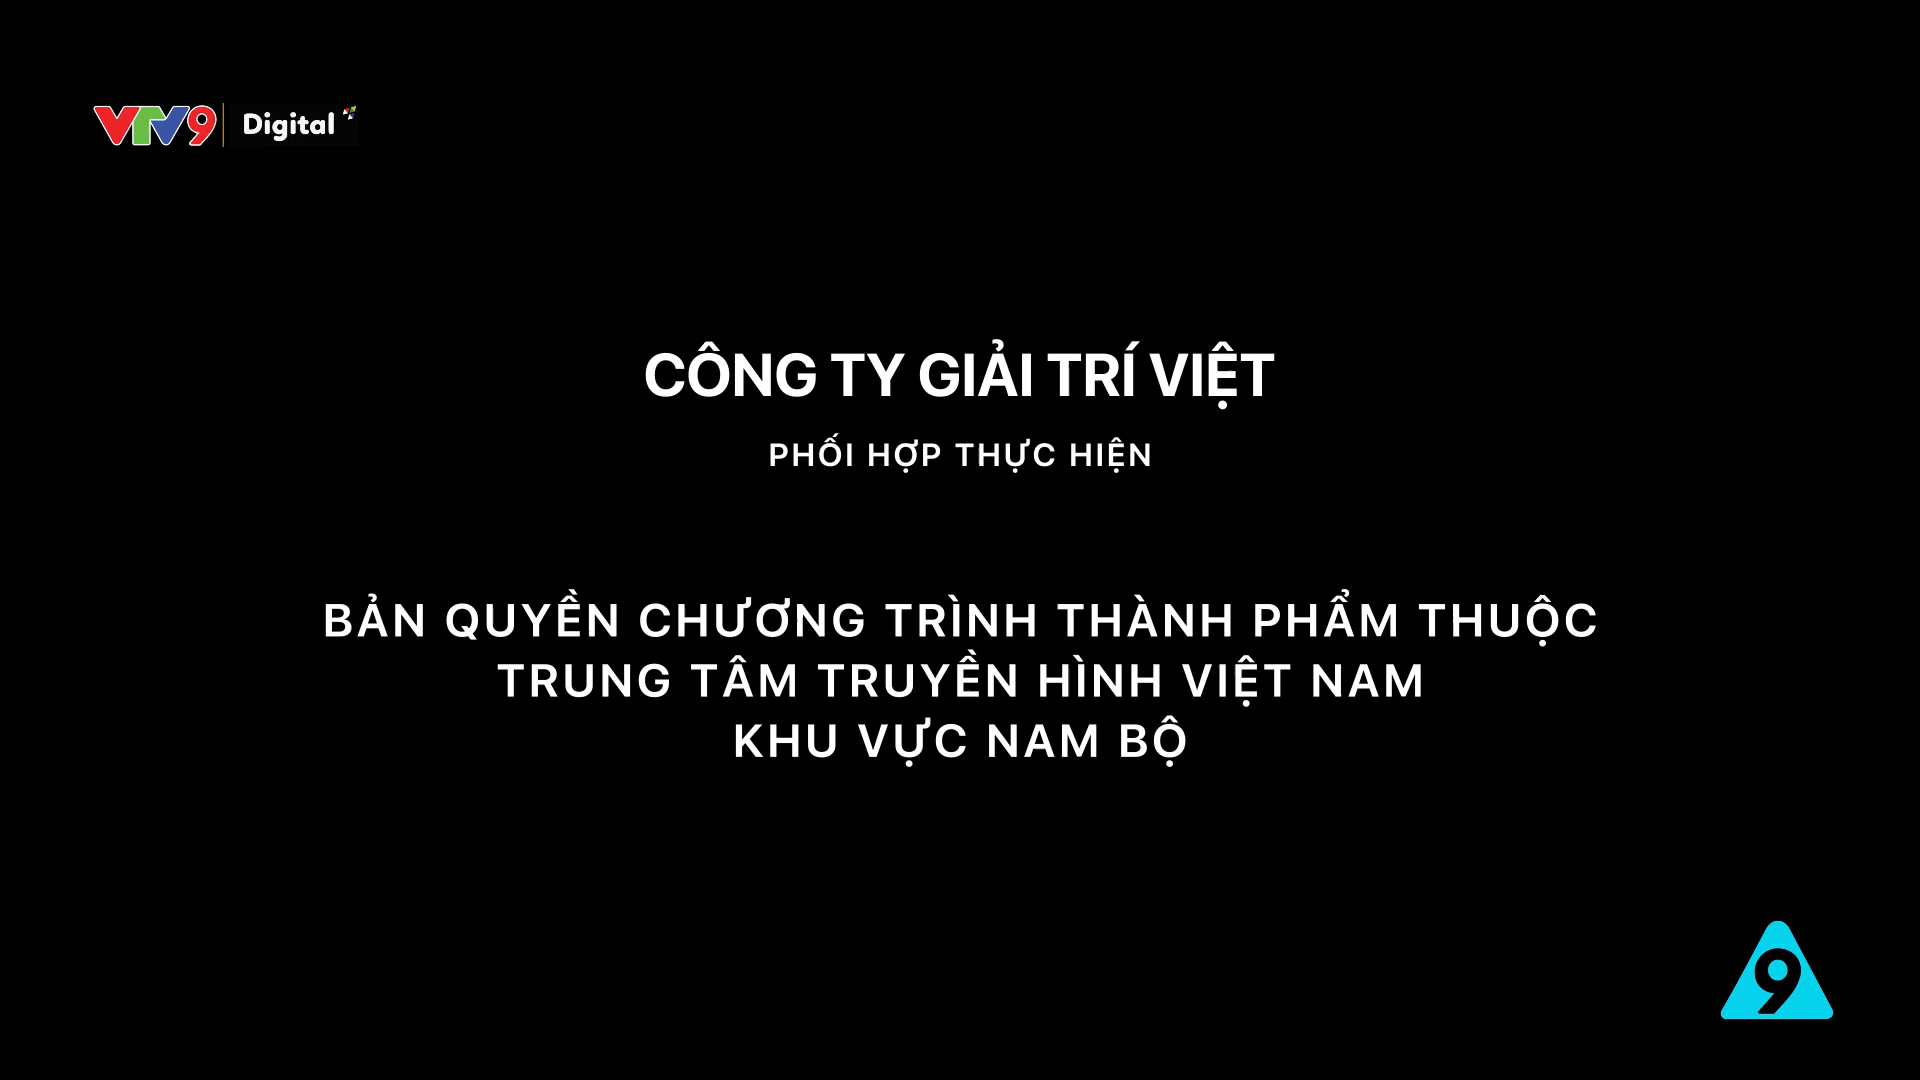 VTV9 Digital
CÔNG TY GIẢI TRÍ VIỆT
PHỐI HỢP THỰC HIỆN
BẢN QUYỀN CHƯƠNG TRÌNH THÀNH PHẨM THUỘC
TRUNG TÂM TRUYỀN HÌNH VIỆT NAM
KHU VỰC NAM BỘ
9